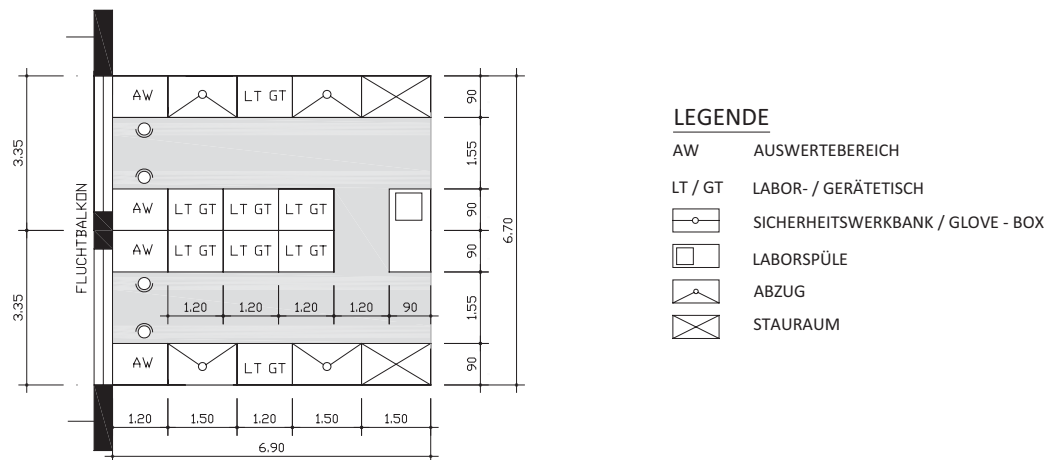 AW LT GT 90
3.35 1.55
AW LT GT LT GT LT GT 90
FLUCHTBALKON 6.70
AW LT GT LT GT LT GT 90
3.35 1.20 1.20 1.20 1.20 90 1.55
AW LT GT 90
1.20 1.50 1.20 1.50 1.50
6.90
LEGENDE
AW AUSWERTEBEREICH
LT / GT LABOR- / GERÄTETISCH
SICHERHEITSWERKBANK / GLOVE - BOX
LABORSPÜLE
ABZUG
STAURAUM